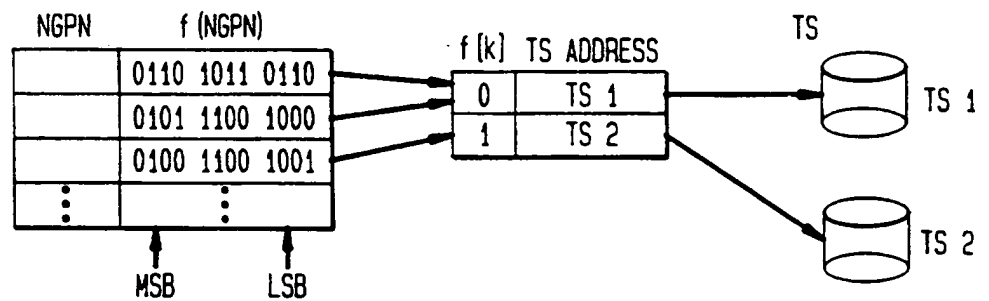 NGPN f (NGPN)
0110 1011 0110
0101 1100 1000
0100 1100 1001
MSB LSB
f [k] TS ADDRESS
0 TS 1
1 TS 2
TS
TS 1
TS 2